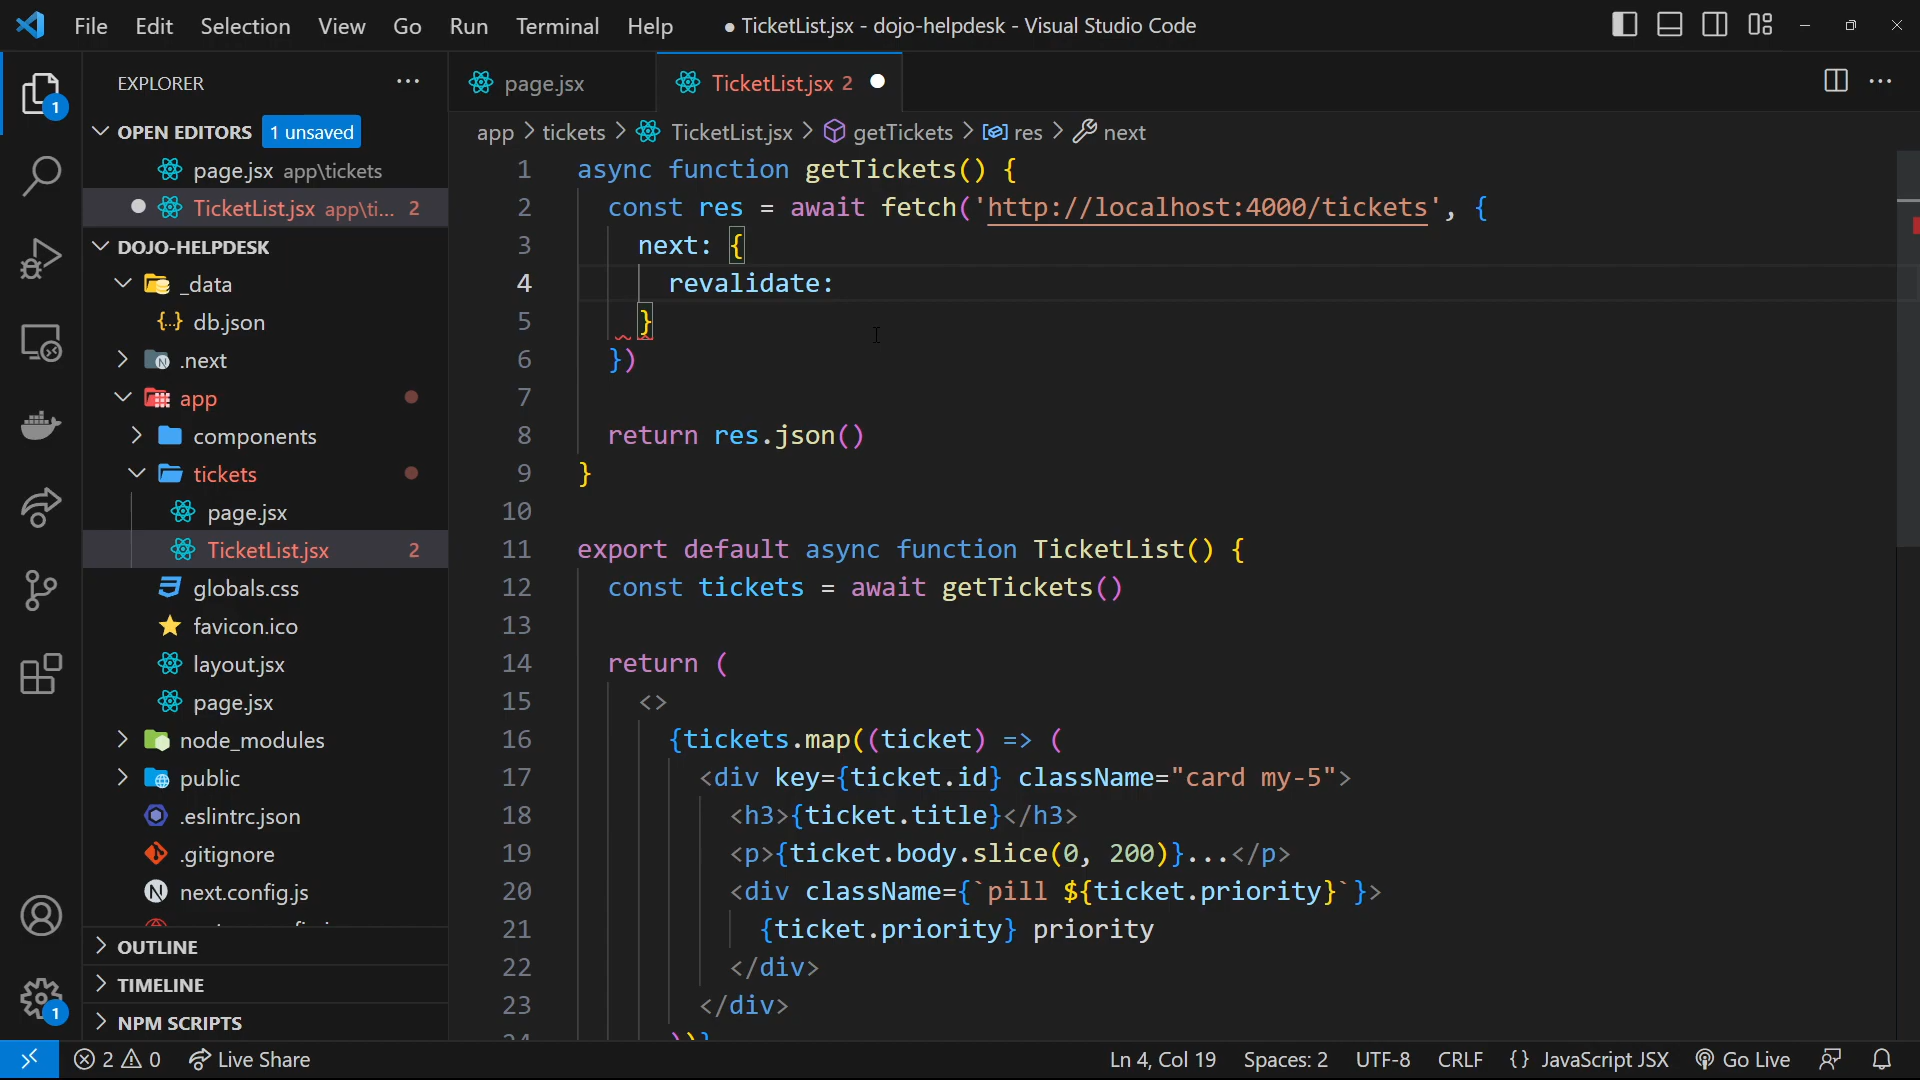 File Edit Selection View Go Run Terminal Help ● TicketList.jsx - dojo-helpdesk - Visual Studio Code
EXPLORER ...
OPEN EDITORS 1 unsaved
page.jsx app\tickets
TicketList.jsx app\ti... 2
DOJO-HELPDESK
_data
db.json
.next
app
components
tickets
page.jsx
TicketList.jsx 2
globals.css
favicon.ico
layout.jsx
page.jsx
node_modules
public
.eslintrc.json
.gitignore
next.config.js
OUTLINE
TIMELINE
NPM SCRIPTS
1
1
page.jsx TicketList.jsx 2
app > tickets > TicketList.jsx > getTickets > res > next
1 async function getTickets() {
2 const res = await fetch('http://localhost:4000/tickets', {
3 next: {
4 revalidate:
5 }
6 })
7
8 return res.json()
9 }
10
11 export default async function TicketList() {
12 const tickets = await getTickets()
13
14 return (
15 <>
16 {tickets.map((ticket) => (
17 <div key={ticket.id} className="card my-5">
18 <h3>{ticket.title}</h3>
19 <p>{ticket.body.slice(0, 200)}...</p>
20 <div className={`pill ${ticket.priority}`}>
21 {ticket.priority} priority
22 </div>
23 </div>
24 ))}
2 0 Live Share Ln 4, Col 19 Spaces: 2 UTF-8 CRLF {} JavaScript JSX Go Live